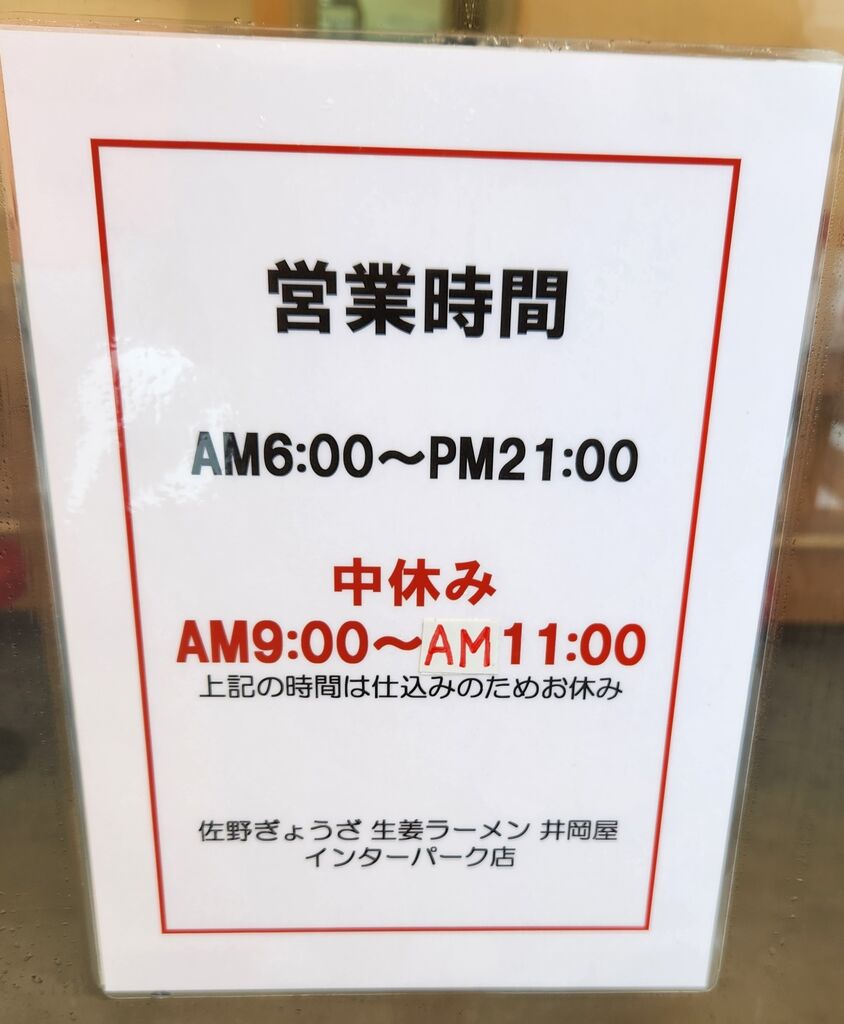 営業時間
AM6:00～PM21:00
中休み
AM9:00～AM11:00
上記の時間は仕込みのためお休み
佐野ぎょうざ 生姜ラーメン 井岡屋
インターパーク店